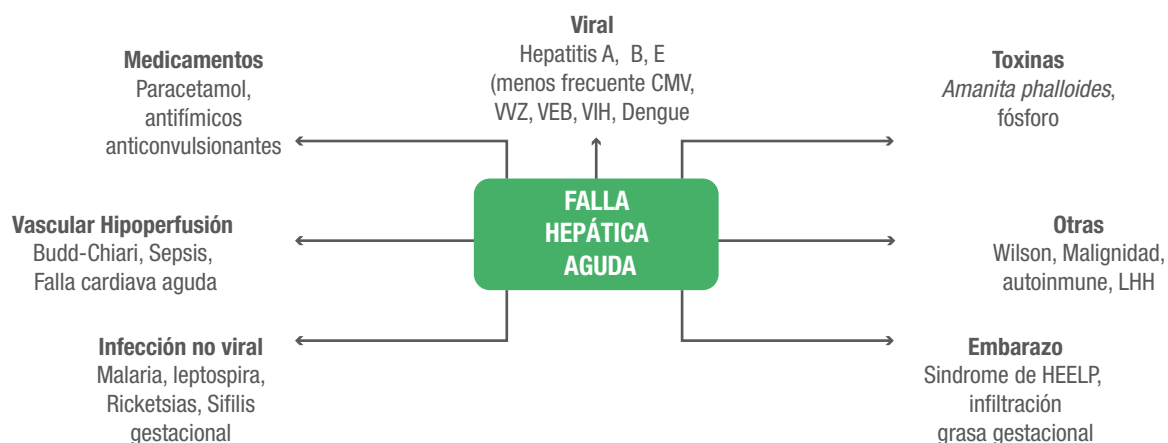 Viral
Hepatitis A, B, E
(menos frecuente CMV,
VVZ, VEB, VIH, Dengue
Medicamentos
Paracetamol,
antifímicos
anticonvulsionantes
Toxinas
Amanita phalloides,
fósforo
FALLA
HEPÁTICA
AGUDA
Vascular Hipoperfusión
Budd-Chiari, Sepsis,
Falla cardiava aguda
Otras
Wilson, Malignidad,
autoinmune, LHH
Infección no viral
Malaria, leptospira,
Ricketsias, Sifilis
gestacional
Embarazo
Sindrome de HEELP,
infiltración
grasa gestacional